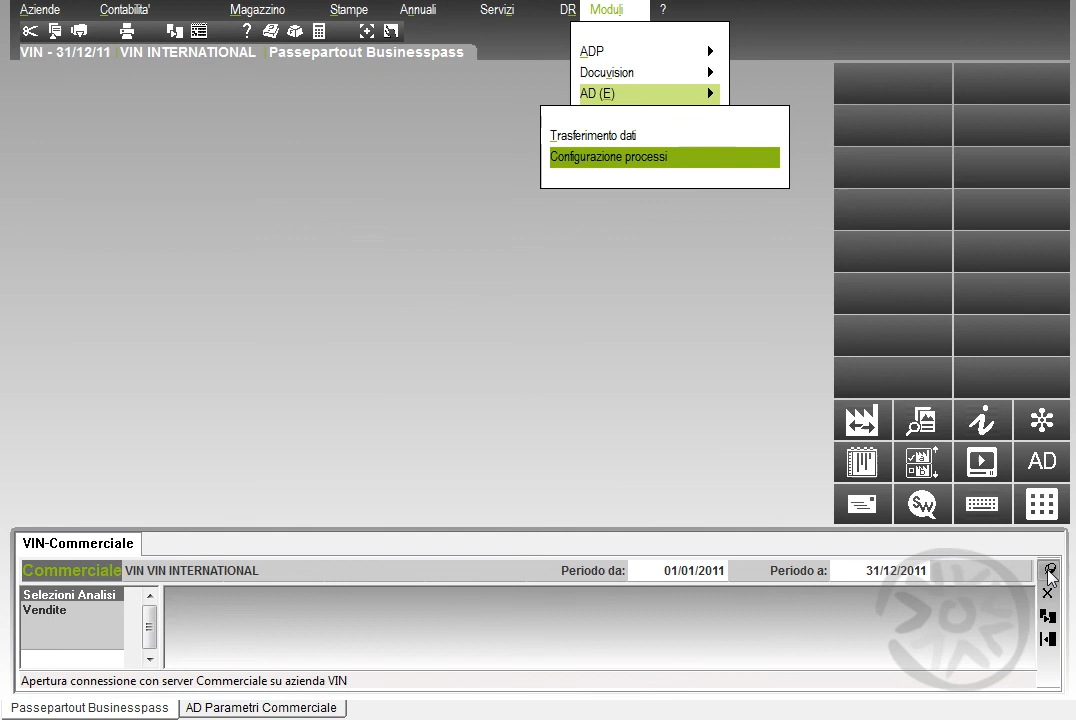 Aziende Contabilita' Magazzino Stampe Annuali Servizi DR Moduli ?
VIN - 31/12/11 VIN INTERNATIONAL Passepartout Businesspass
ADP
Docuvision
AD (E)
Trasferimento dati
Configurazione processi
AD
SW
VIN-Commerciale
Commerciale VIN VIN INTERNATIONAL Periodo da: 01/01/2011 Periodo a: 31/12/2011
Selezioni Analisi
Vendite
Apertura connessione con server Commerciale su azienda VIN
Passepartout Businesspass AD Parametri Commerciale